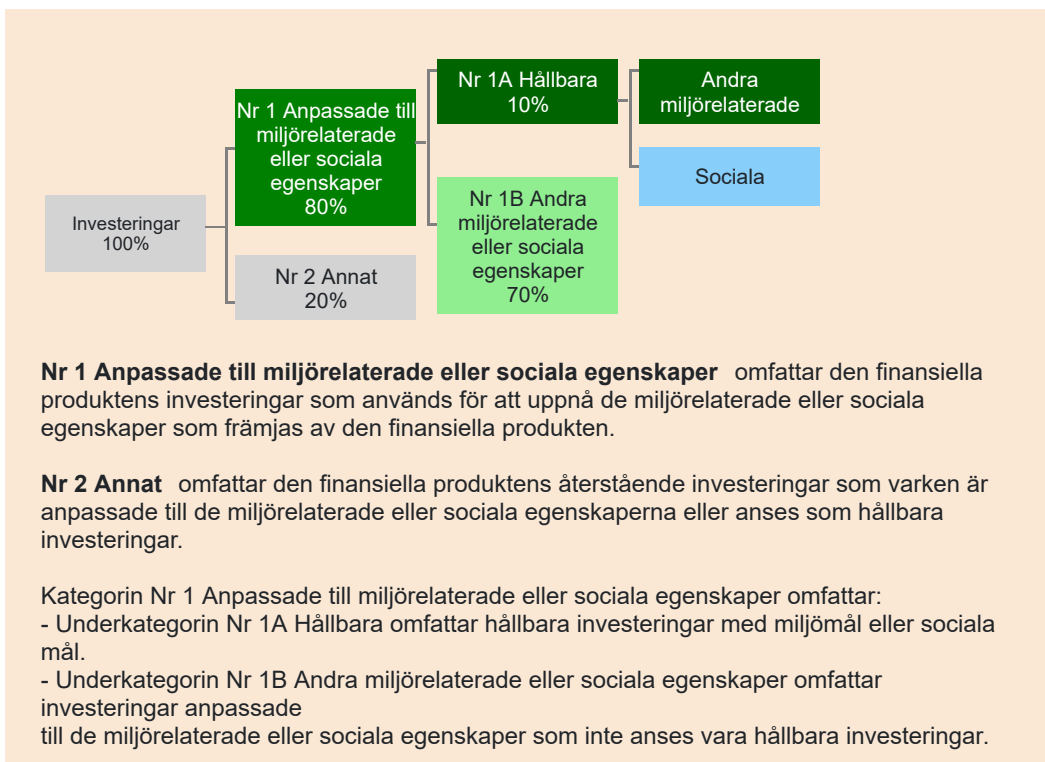 Investeringar
100%
Nr 1 Anpassade till
miljörelaterade
eller sociala
egenskaper
80%
Nr 2 Annat
20%
Nr 1A Hållbara
10%
Nr 1B Andra
miljörelaterade
eller sociala
egenskaper
70%
Andra
miljörelaterade
Sociala
Nr 1 Anpassade till miljörelaterade eller sociala egenskaper omfattar den finansiella
produktens investeringar som används för att uppnå de miljörelaterade eller sociala
egenskaper som främjas av den finansiella produkten.
Nr 2 Annat omfattar den finansiella produktens återstående investeringar som varken är
anpassade till de miljörelaterade eller sociala egenskaperna eller anses som hållbara
investeringar.
Kategorin Nr 1 Anpassade till miljörelaterade eller sociala egenskaper omfattar:
- Underkategorin Nr 1A Hållbara omfattar hållbara investeringar med miljömål eller sociala
mål.
- Underkategorin Nr 1B Andra miljörelaterade eller sociala egenskaper omfattar
investeringar anpassade
till de miljörelaterade eller sociala egenskaper som inte anses vara hållbara investeringar.